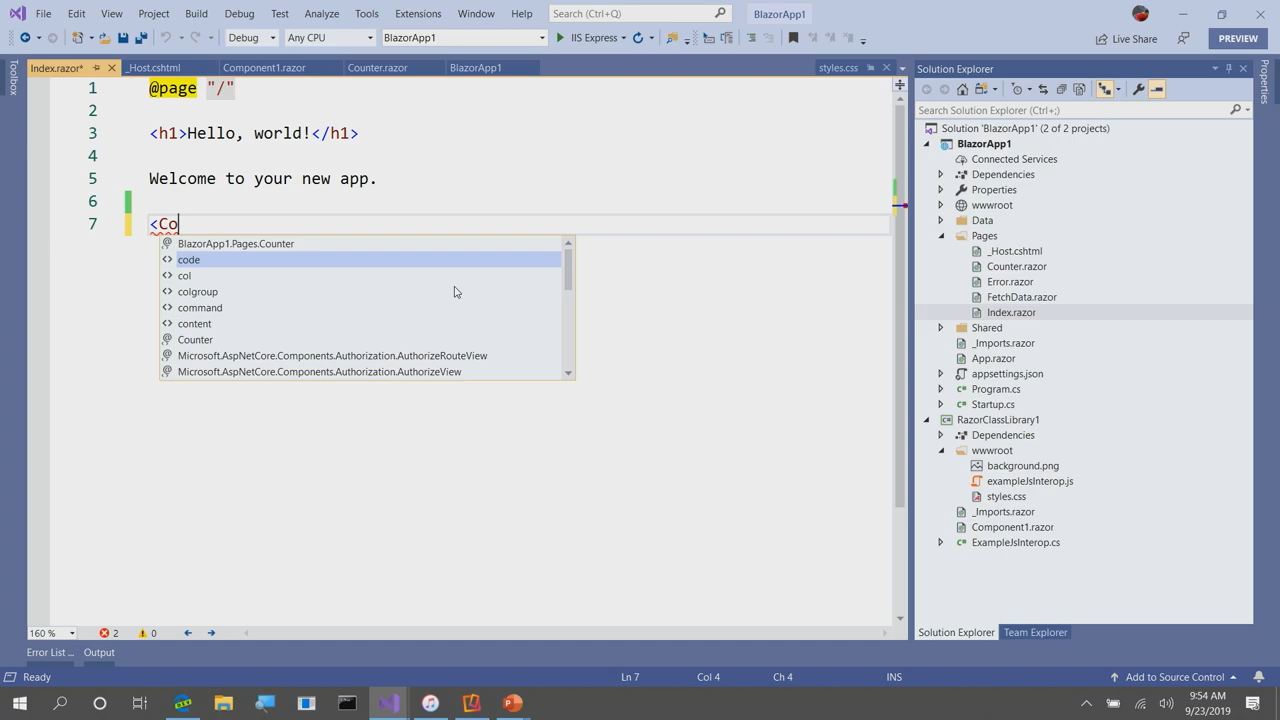 File Edit View Project Build Debug Test Analyze Tools Extensions Window Help Search (Ctrl+Q) BlazorApp1
Debug Any CPU BlazorApp1 IIS Express Live Share PREVIEW
Toolbox
Index.razor* _Host.cshtml Component1.razor Counter.razor BlazorApp1 styles.css
1 @page "/"
2
3 <h1>Hello, world!</h1>
4
5 Welcome to your new app.
6
7 <Co
BlazorApp1.Pages.Counter
code
col
colgroup
command
content
Counter
Microsoft.AspNetCore.Components.Authorization.AuthorizeRouteView
Microsoft.AspNetCore.Components.Authorization.AuthorizeView
160 % 2 0
Error List ... Output
Solution Explorer
Search Solution Explorer (Ctrl+;)
Solution 'BlazorApp1' (2 of 2 projects)
BlazorApp1
Connected Services
Dependencies
Properties
wwwroot
Data
Pages
_Host.cshtml
Counter.razor
Error.razor
FetchData.razor
Index.razor
Shared
_Imports.razor
App.razor
appsettings.json
Program.cs
Startup.cs
RazorClassLibrary1
Dependencies
wwwroot
background.png
exampleJsInterop.js
styles.css
_Imports.razor
Component1.razor
ExampleJsInterop.cs
Solution Explorer Team Explorer
Properties
Ready Ln 7 Col 4 Ch 4 INS Add to Source Control
9:54 AM
9/23/2019